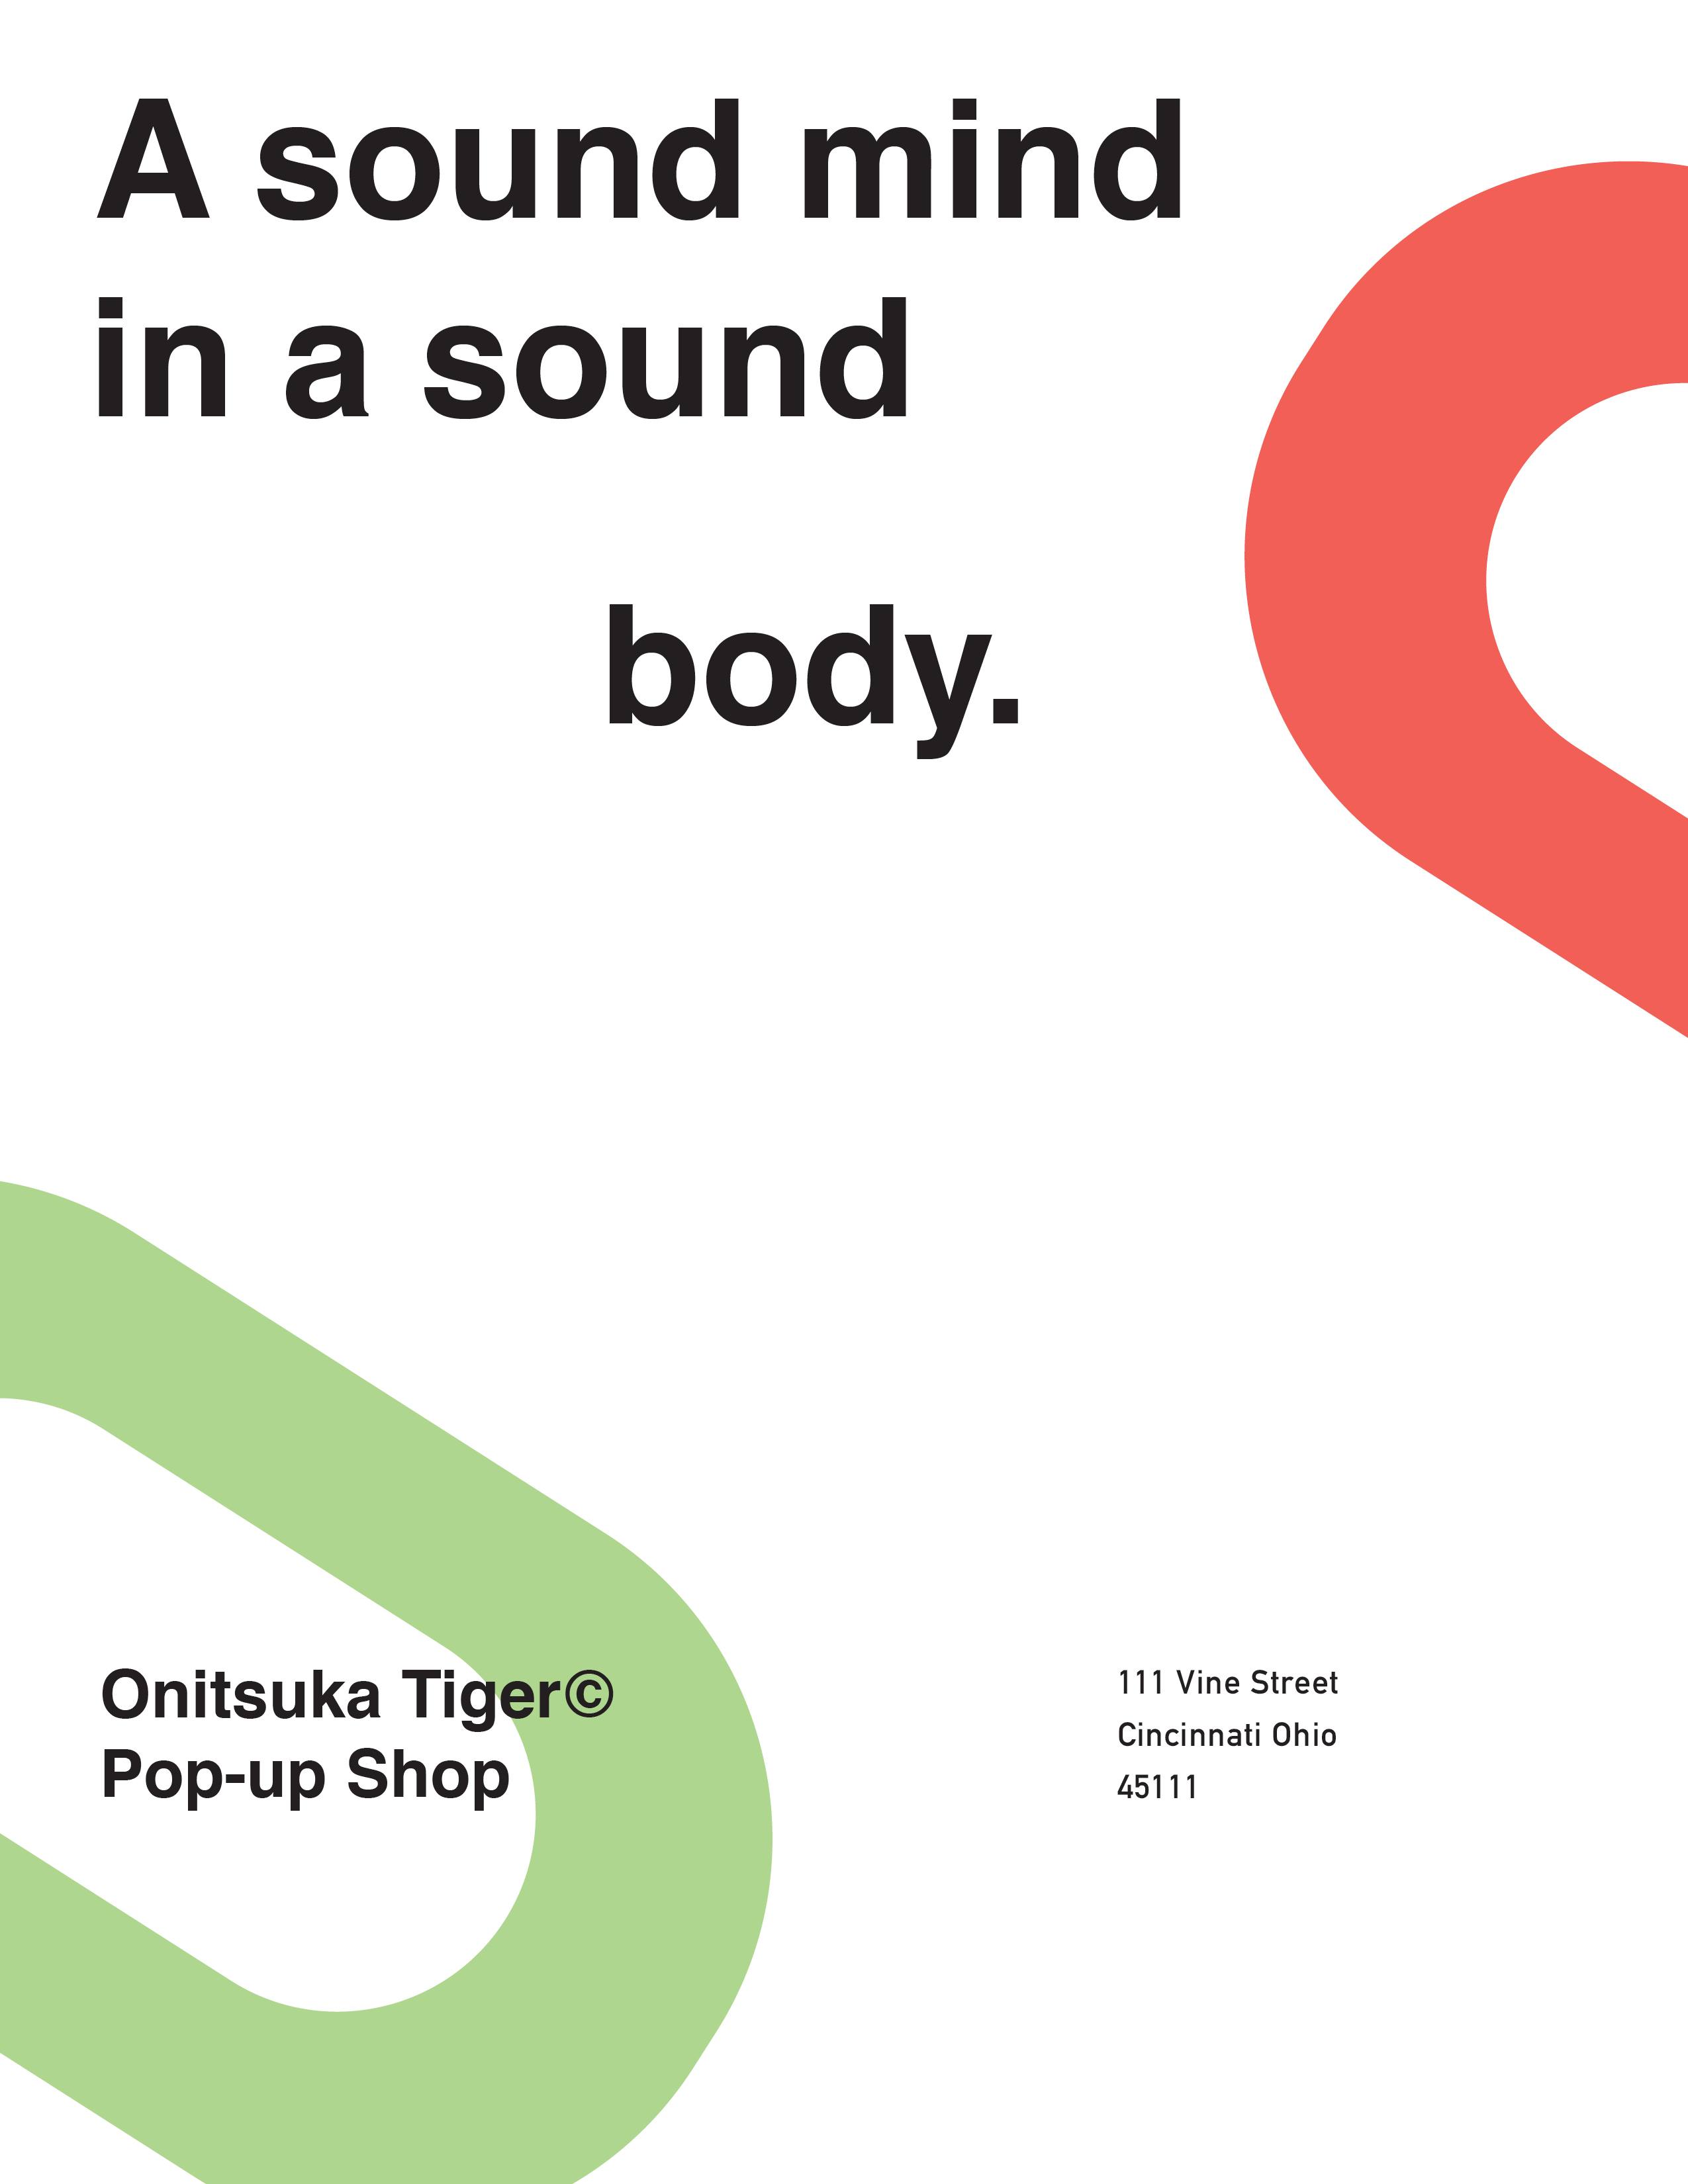 A sound mind
in a sound
body.
Onitsuka Tiger©
Pop-up Shop
111 Vine Street
Cincinnati Ohio
45111